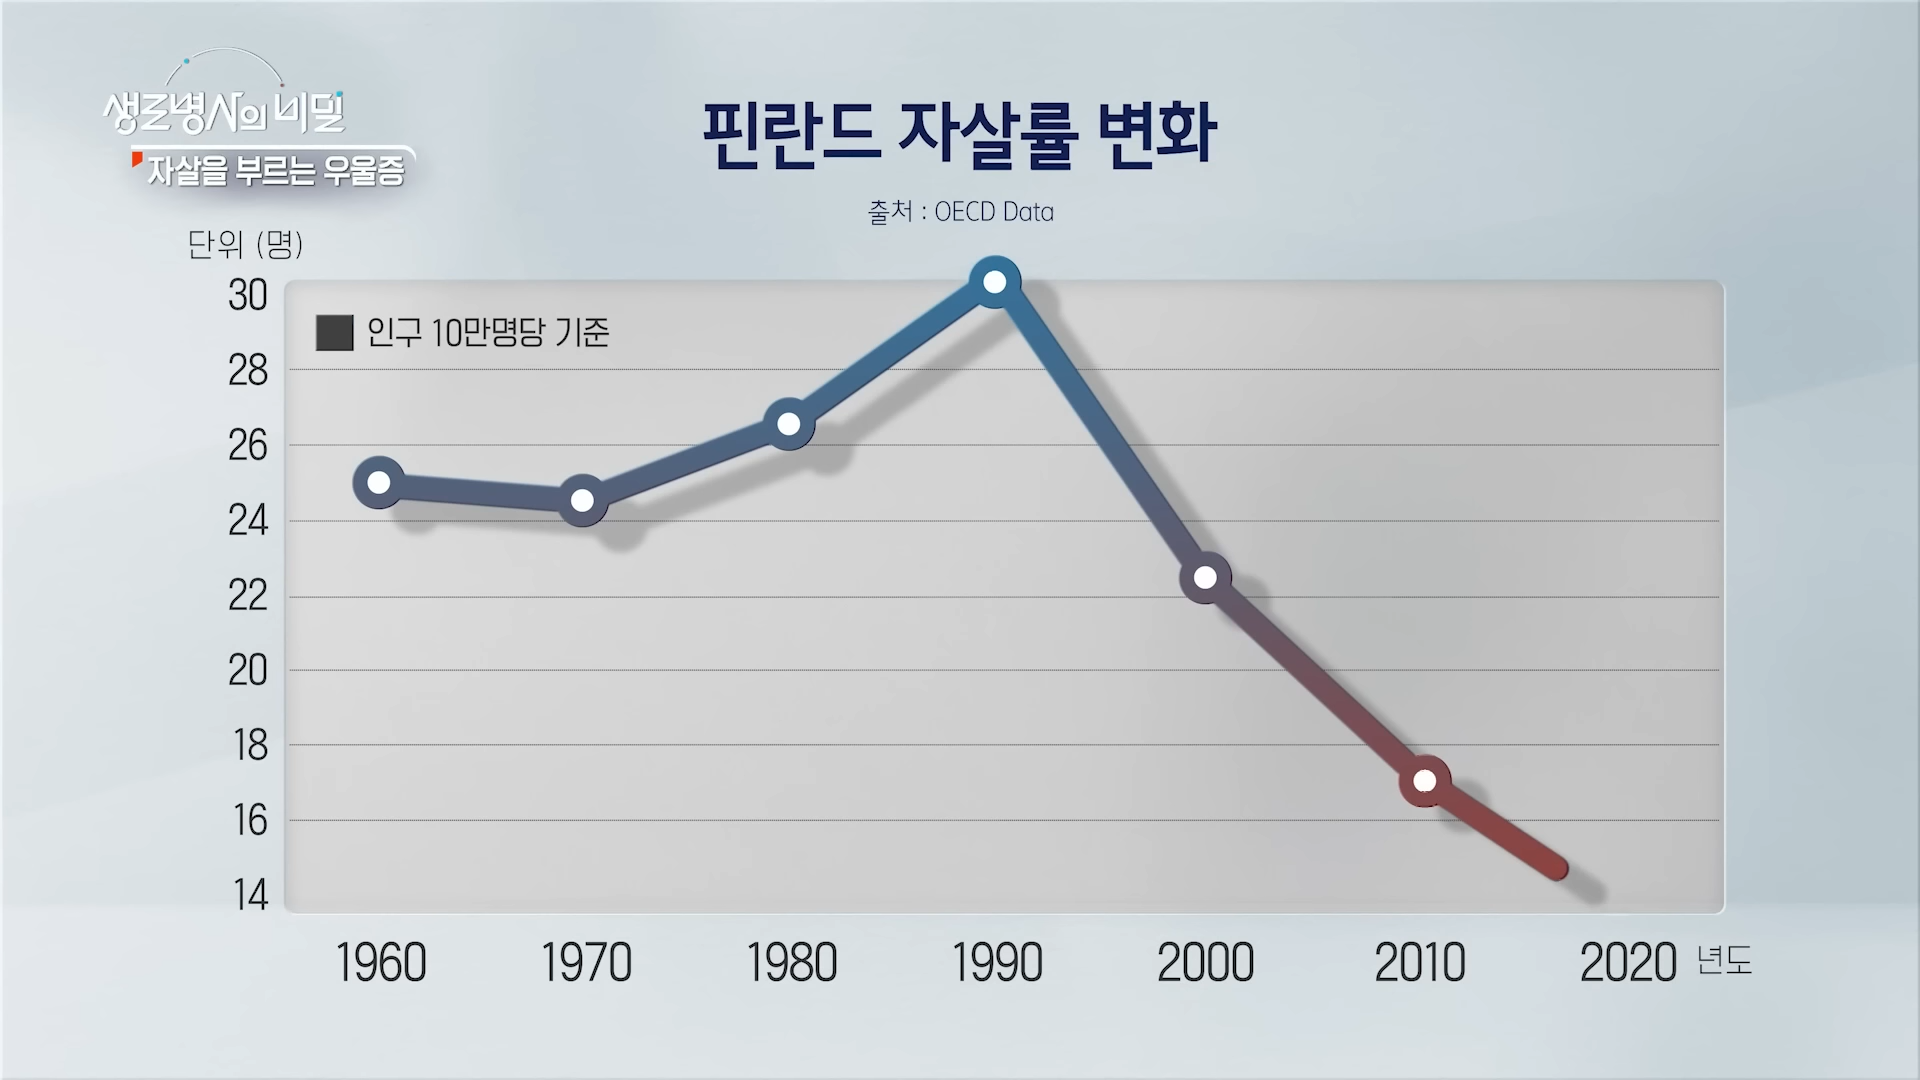 생로병사의 비밀
자살을 부르는 우울증
핀란드 자살률 변화
출처 : OECD Data
단위 (명)
30
인구 10만명당 기준
28
26
24
22
20
18
16
14
1960 1970 1980 1990 2000 2010 2020 년도